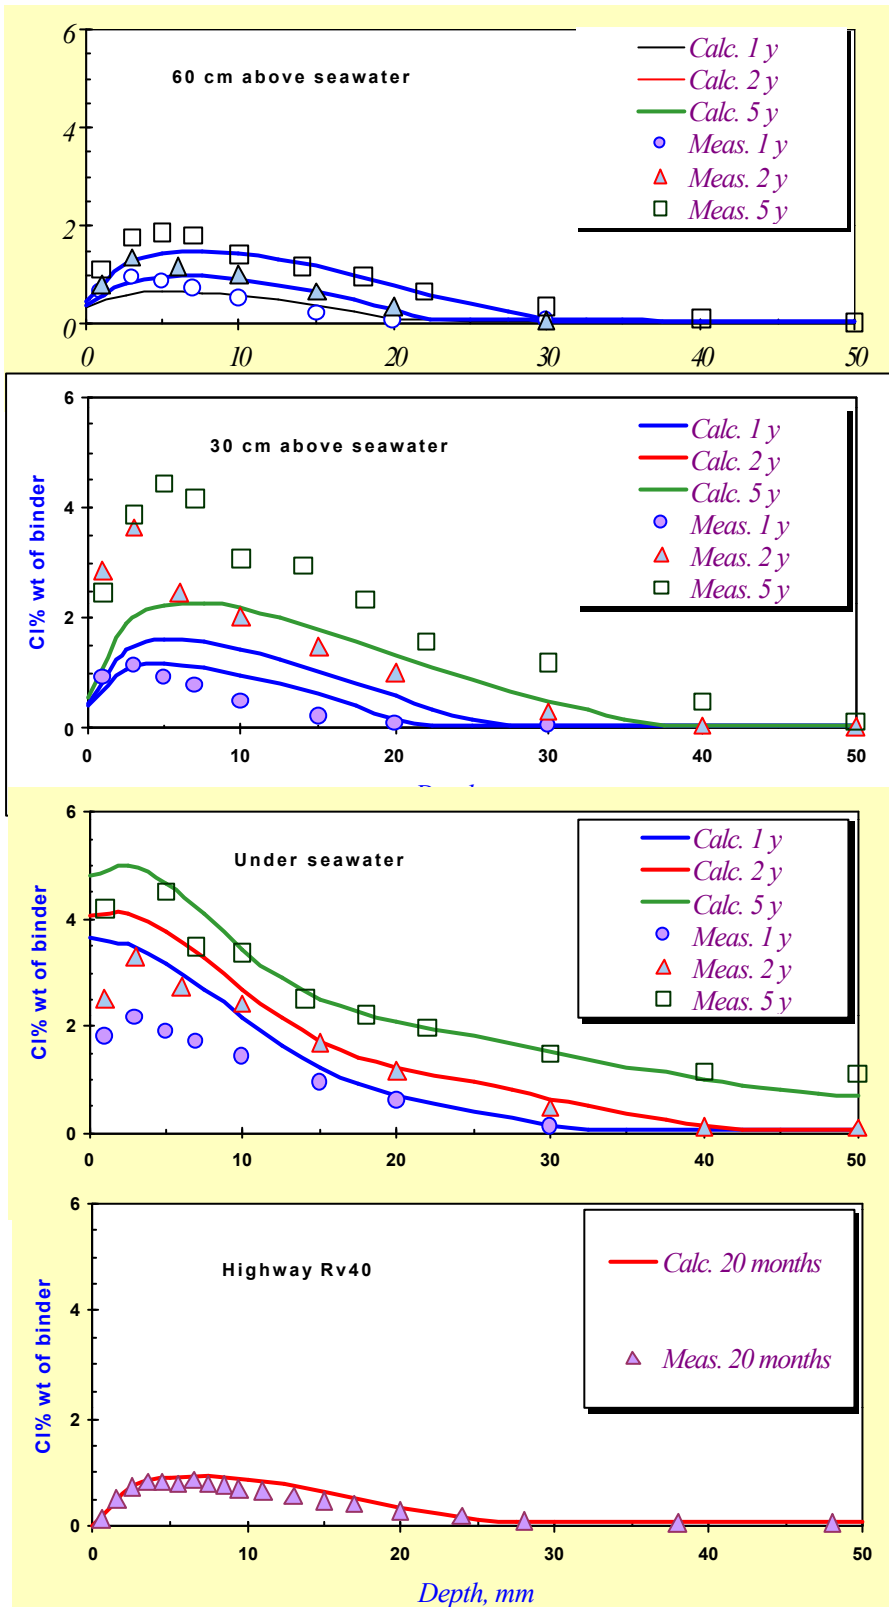 6
4
2
0
60 cm above seawater
Calc. 1 y
Calc. 2 y
Calc. 5 y
Meas. 1 y
Meas. 2 y
Meas. 5 y
0 10 20 30 40 50
Cl% wt of binder
6
4
2
0
30 cm above seawater
Calc. 1 y
Calc. 2 y
Calc. 5 y
Meas. 1 y
Meas. 2 y
Meas. 5 y
0 10 20 30 40 50
Cl% wt of binder
6
4
2
0
Under seawater
Calc. 1 y
Calc. 2 y
Calc. 5 y
Meas. 1 y
Meas. 2 y
Meas. 5 y
0 10 20 30 40 50
Cl% wt of binder
6
4
2
0
Highway Rv40
Calc. 20 months
Meas. 20 months
0 10 20 30 40 50
Depth, mm